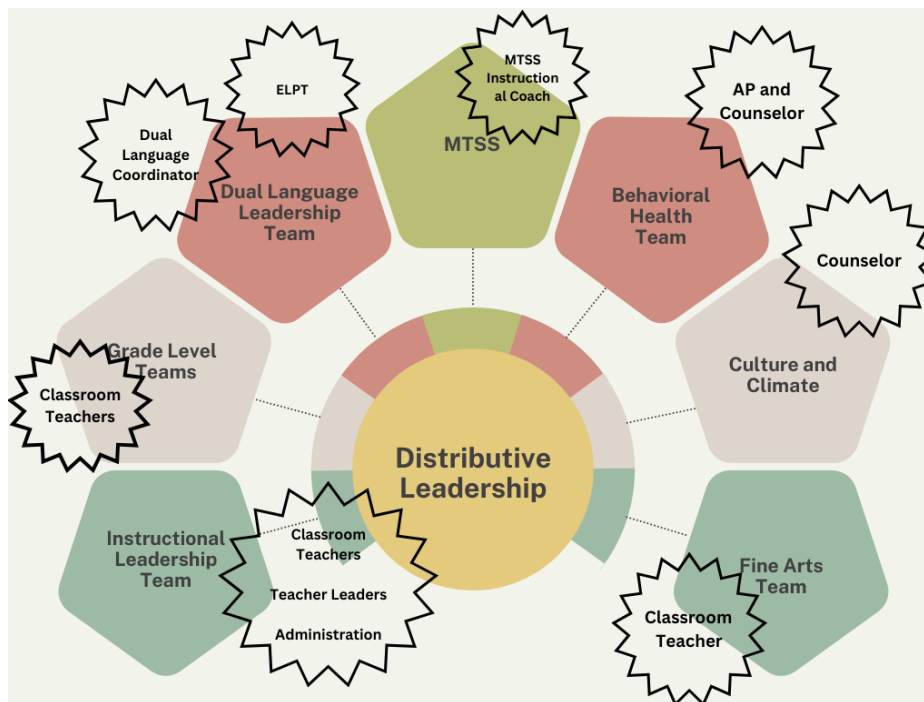 ELPT
Dual
Language
Coordinator
Dual Language
Leadership
Team
MTSS
Instruction
al Coach
MTSS
AP and
Counselor
Behavioral
Health
Team
Counselor
Culture and
Climate
Grade Level
Teams
Classroom
Teachers
Distributive
Leadership
Instructional
Leadership
Team
Classroom
Teachers
Teacher Leaders
Administration
Fine Arts
Team
Classroom
Teacher